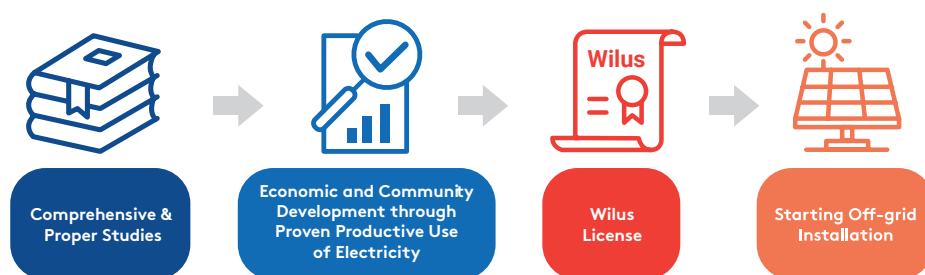 Wilus
Comprehensive &
Proper Studies
Economic and Community
Development through
Proven Productive Use
of Electricity
Wilus
License
Starting Off-grid
Installation